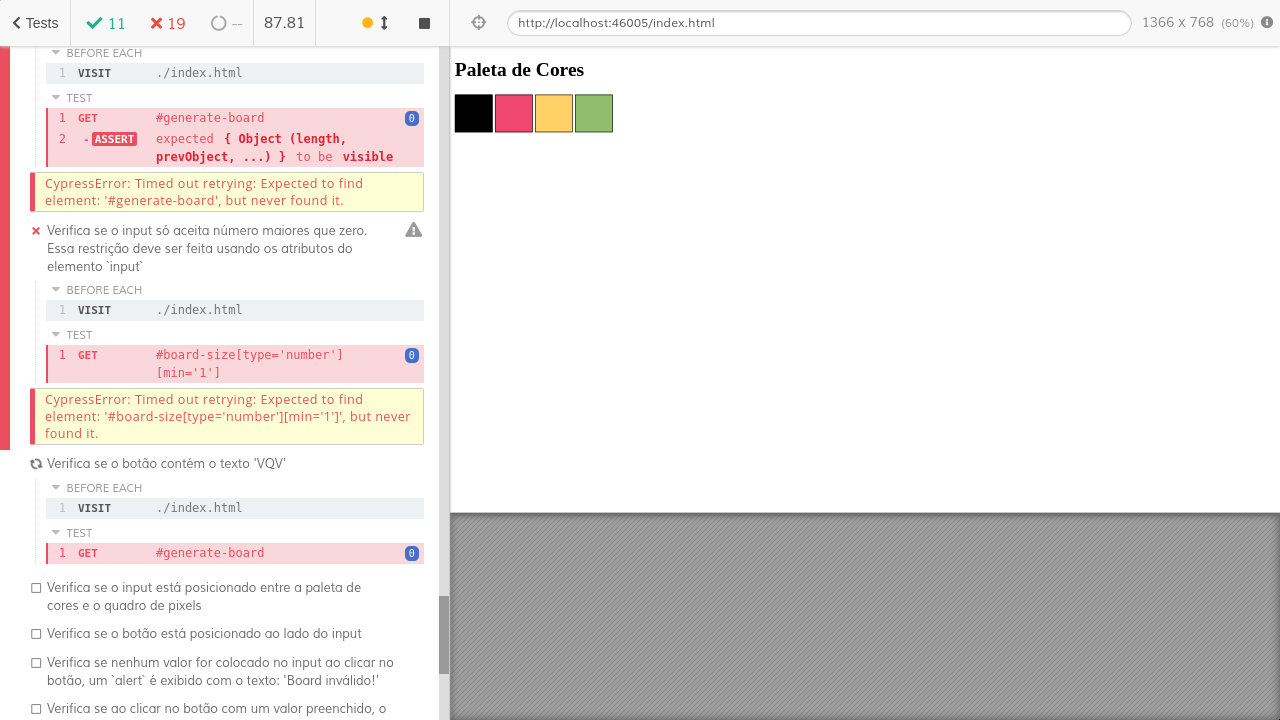 Tests
11
19
--
87.81
http://localhost:46005/index.html
1366 x 768 (60%)
BEFORE EACH
1 VISIT ./index.html
TEST
1 GET #generate-board 0
2 -ASSERT expected { Object (length,
prevObject, ...) } to be visible
CypressError: Timed out retrying: Expected to find
element: '#generate-board', but never found it.
Verifica se o input só aceita número maiores que zero.
Essa restrição deve ser feita usando os atributos do
elemento `input`
BEFORE EACH
1 VISIT ./index.html
TEST
1 GET #board-size[type='number'] 0
[min='1']
CypressError: Timed out retrying: Expected to find
element: '#board-size[type='number'][min='1']', but never
found it.
Verifica se o botão contém o texto 'VQV'
BEFORE EACH
1 VISIT ./index.html
TEST
1 GET #generate-board 0
Verifica se o input está posicionado entre a paleta de
cores e o quadro de pixels
Verifica se o botão está posicionado ao lado do input
Verifica se nenhum valor for colocado no input ao clicar no
botão, um `alert` é exibido com o texto: 'Board inválido!'
Verifica se ao clicar no botão com um valor preenchido, o
Paleta de Cores